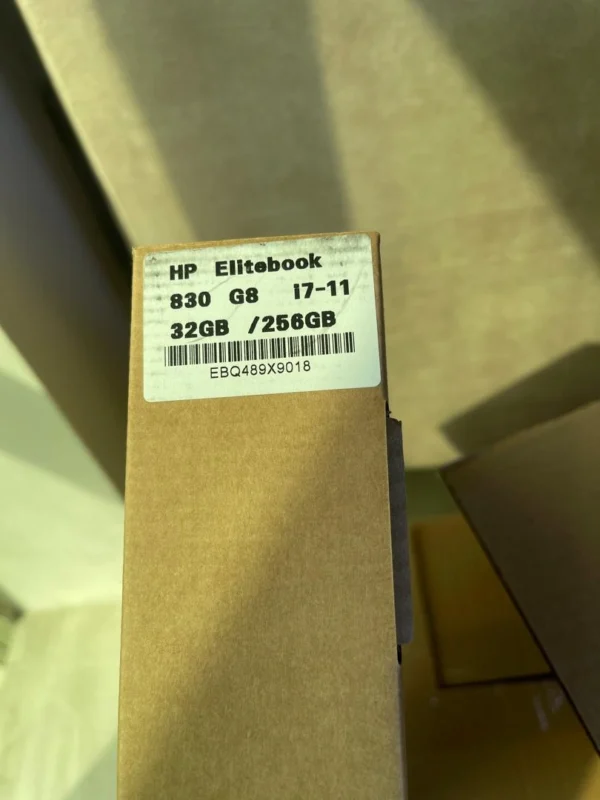 HP Elitebook
830 G8 i7-11
32GB /256GB
EBQ489X9018